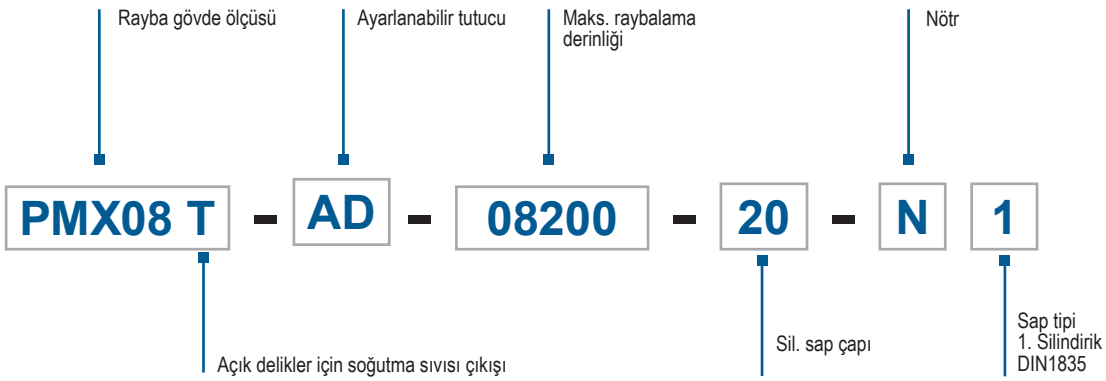 Rayba gövde ölçüsü
Ayarlanabilir tutucu
Maks. raybalama
derinliği
Nötr
PMX08 T - AD - 08200 - 20 - N 1
Açık delikler için soğutma sıvısı çıkışı
Sil. sap çapı
Sap tipi
1. Silindirik
DIN1835